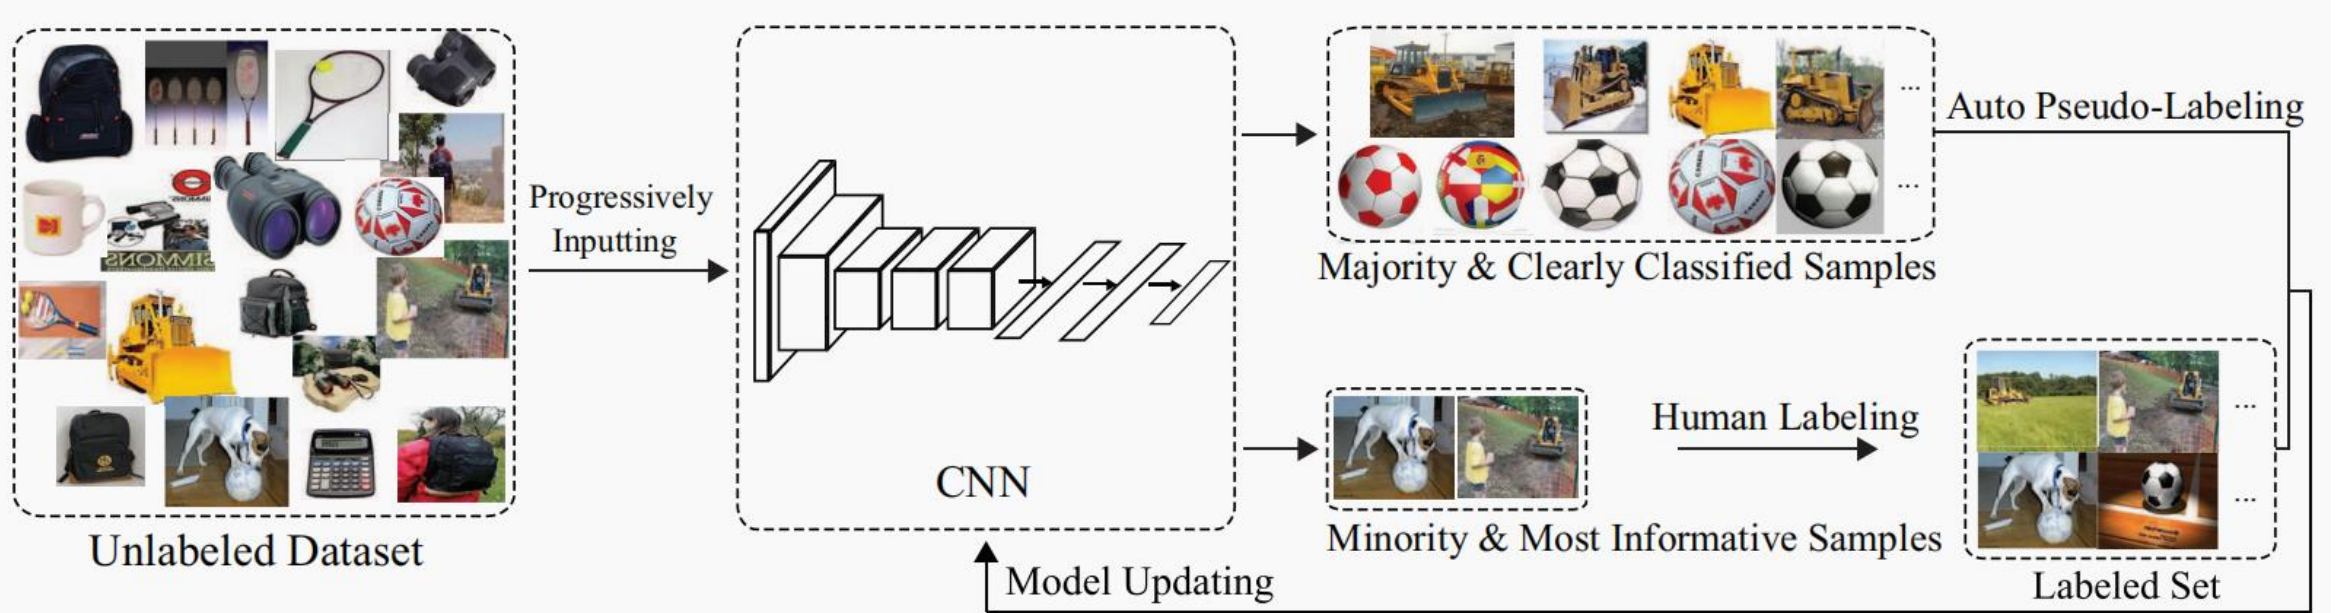 Unlabeled Dataset
Progressively
Inputting
CNN
Model Updating
Majority & Clearly Classified Samples
Auto Pseudo-Labeling
Minority & Most Informative Samples
Human Labeling
Labeled Set
...
...
...
...